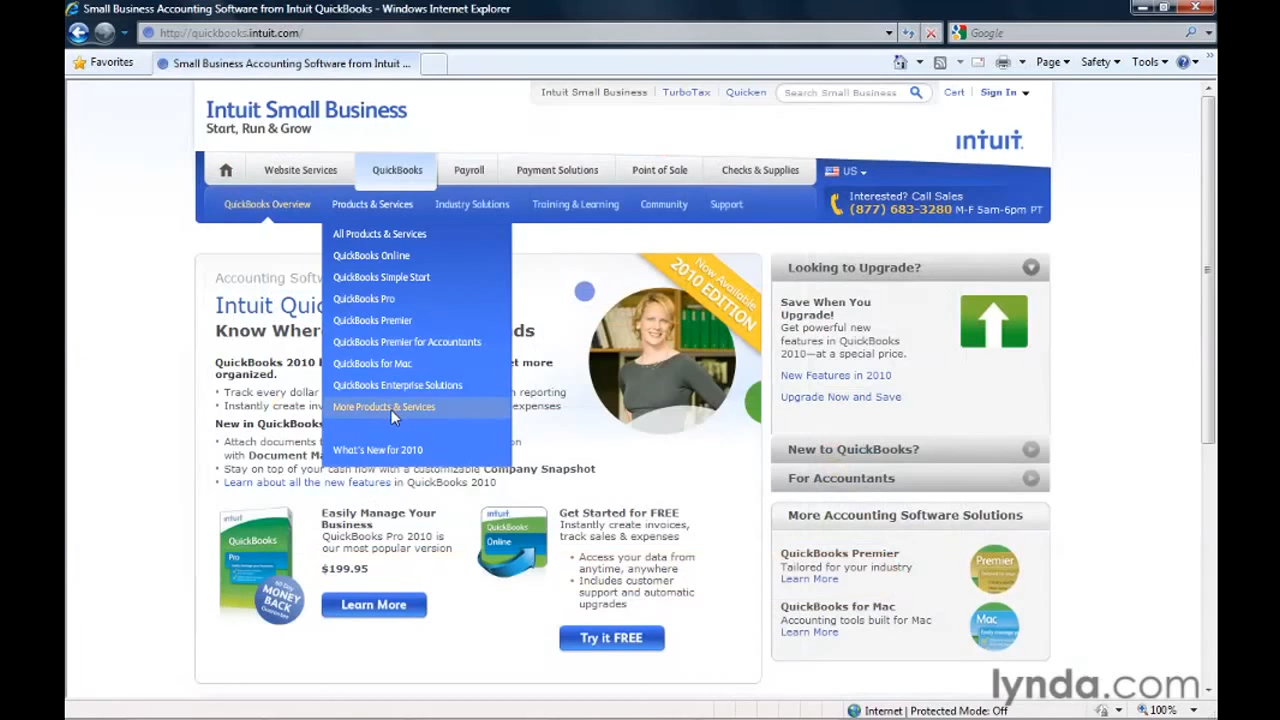 Small Business Accounting Software from Intuit QuickBooks - Windows Internet Explorer
http://quickbooks.intuit.com/
Google
Favorites
Small Business Accounting Software from Intuit ...
Page
Safety
Tools
Intuit Small Business
TurboTax
Quicken
Search Small Business
Cart
Sign In
Intuit Small Business
Start, Run & Grow
intuit.
Website Services
QuickBooks
Payroll
Payment Solutions
Point of Sale
Checks & Supplies
US
QuickBooks Overview
Products & Services
Industry Solutions
Training & Learning
Community
Support
Interested? Call Sales
(877) 683-3280 M-F 5am-6pm PT
All Products & Services
QuickBooks Online
QuickBooks Simple Start
QuickBooks Pro
QuickBooks Premier
QuickBooks Premier for Accountants
QuickBooks for Mac
QuickBooks Enterprise Solutions
More Products & Services
What's New for 2010
Accounting Softw
Intuit Quic
Know Where ds
QuickBooks 2010 et more
organized.
• Track every dollar reporting
• Instantly create expenses
New in QuickBooks
• Attach documents
with Document Ma
• Stay on top of your cash flow with a customizable Company Snapshot
• Learn about all the new features in QuickBooks 2010
Now Available
2010 EDITION
intuit
QuickBooks
Pro
60 DAY
MONEY
BACK
Easily Manage Your
Business
QuickBooks Pro 2010 is
our most popular version
$199.95
Learn More
intuit
QuickBooks
Online
Get Started for FREE
Instantly create invoices,
track sales & expenses
• Access your data from
anytime, anywhere
• Includes customer
support and automatic
upgrades
Try it FREE
Looking to Upgrade?
Save When You
Upgrade!
Get powerful new
features in QuickBooks
2010—at a special price.
New Features in 2010
Upgrade Now and Save
New to QuickBooks?
For Accountants
More Accounting Software Solutions
QuickBooks Premier
Tailored for your industry
Learn More
Premier
QuickBooks for Mac
Accounting tools built for Mac
Learn More
Mac
lynda.com
Internet | Protected Mode: Off
100%